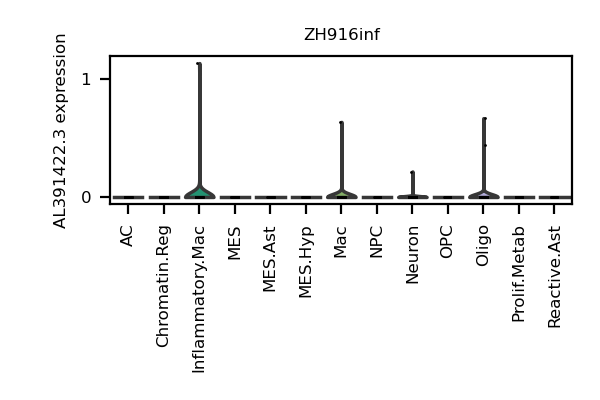 ZH916inf
AL391422.3 expression
1
0
AC
Chromatin.Reg
Inflammatory.Mac
MES
MES.Ast
MES.Hyp
Mac
NPC
Neuron
OPC
Oligo
Prolif.Metab
Reactive.Ast